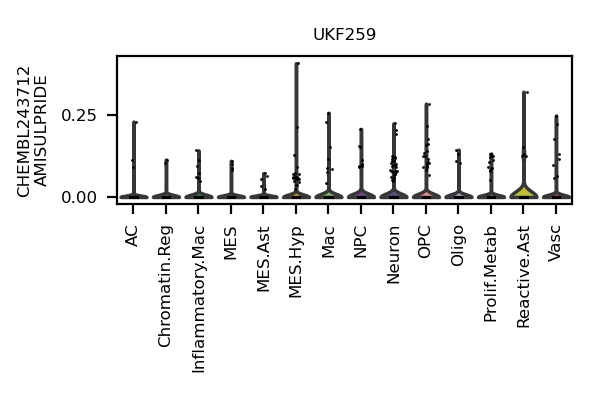 UKF259
CHEMBL243712
AMISULPRIDE
0.25
0.00
AC
Chromatin.Reg
Inflammatory.Mac
MES
MES.Ast
MES.Hyp
Mac
NPC
Neuron
OPC
Oligo
Prolif.Metab
Reactive.Ast
Vasc